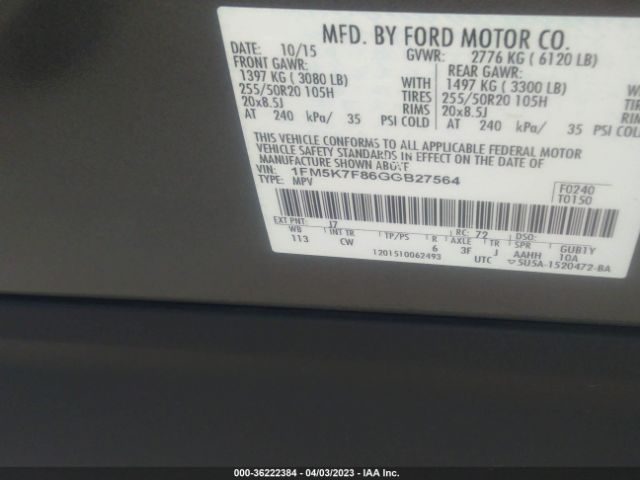 MFD. BY FORD MOTOR CO.
DATE: 10/15 GVWR: 2776 KG ( 6120 LB)
FRONT GAWR: REAR GAWR:
1397 KG ( 3080 LB) WITH 1497 KG ( 3300 LB) WITH
255/50R20 105H TIRES 255/50R20 105H TIRES
20x8.5J RIMS 20x8.5J RIMS
AT 240 kPa/ 35 PSI COLD AT 240 kPa/ 35 PSI COLD
THIS VEHICLE CONFORMS TO ALL APPLICABLE FEDERAL MOTOR
VEHICLE SAFETY STANDARDS IN EFFECT ON THE DATE OF
MANUFACTURE SHOWN ABOVE.
VIN: 1FM5K7F86GGB27564
TYPE: MPV
F0240
T0150
EXT PNT: J7 RC: 72 DSO:
WB INT TR TP/PS R AXLE TR SPR GUB1Y
113 CW 6 3F J AAHH 10A
1201510062493 UTC 5U5A-1520472-BA
000-36222384 - 04/03/2023 - IAA Inc.